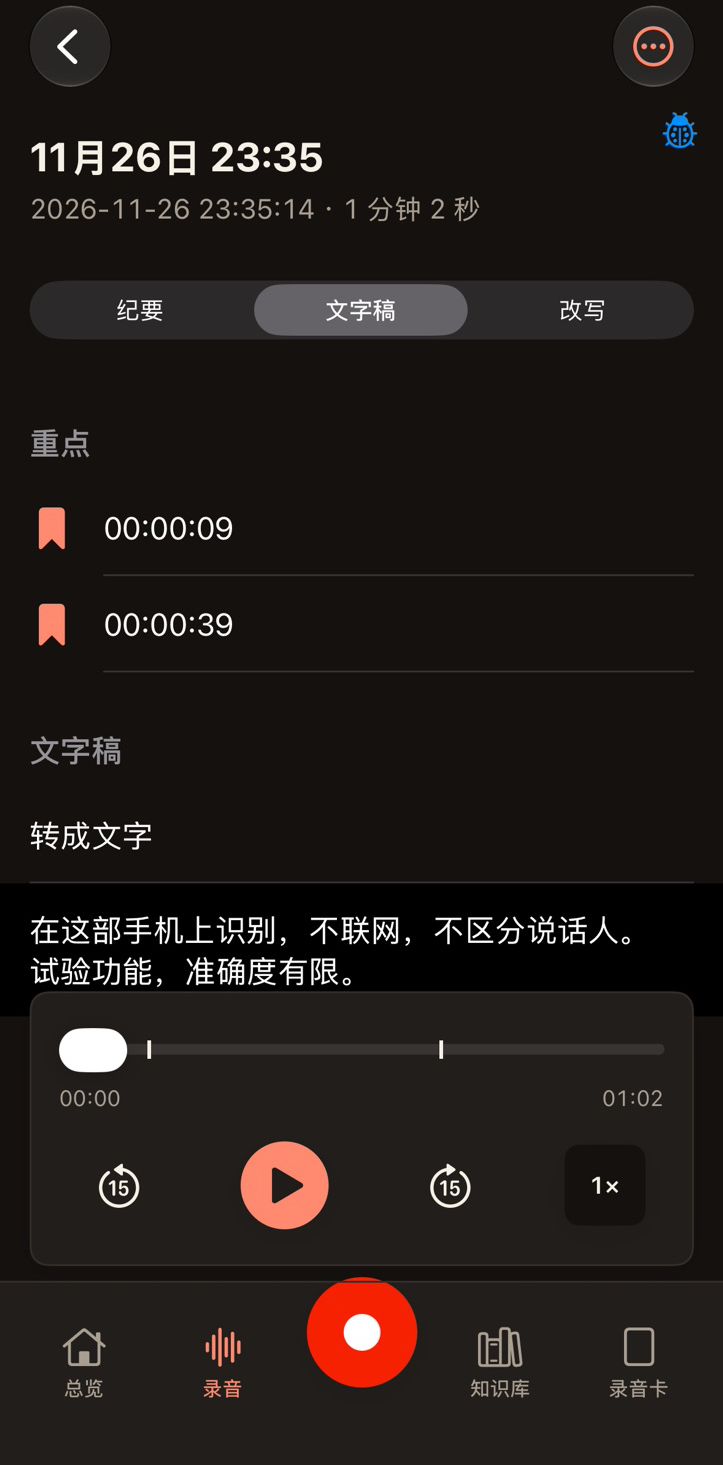 11月26日 23:35
2026-11-26 23:35:14 · 1 分钟 2 秒
纪要 文字稿 改写
重点
00:00:09
00:00:39
文字稿
转成文字
在这部手机上识别，不联网，不区分说话人。
试验功能，准确度有限。
00:00 01:02
15 15 1×
总览 录音 知识库 录音卡